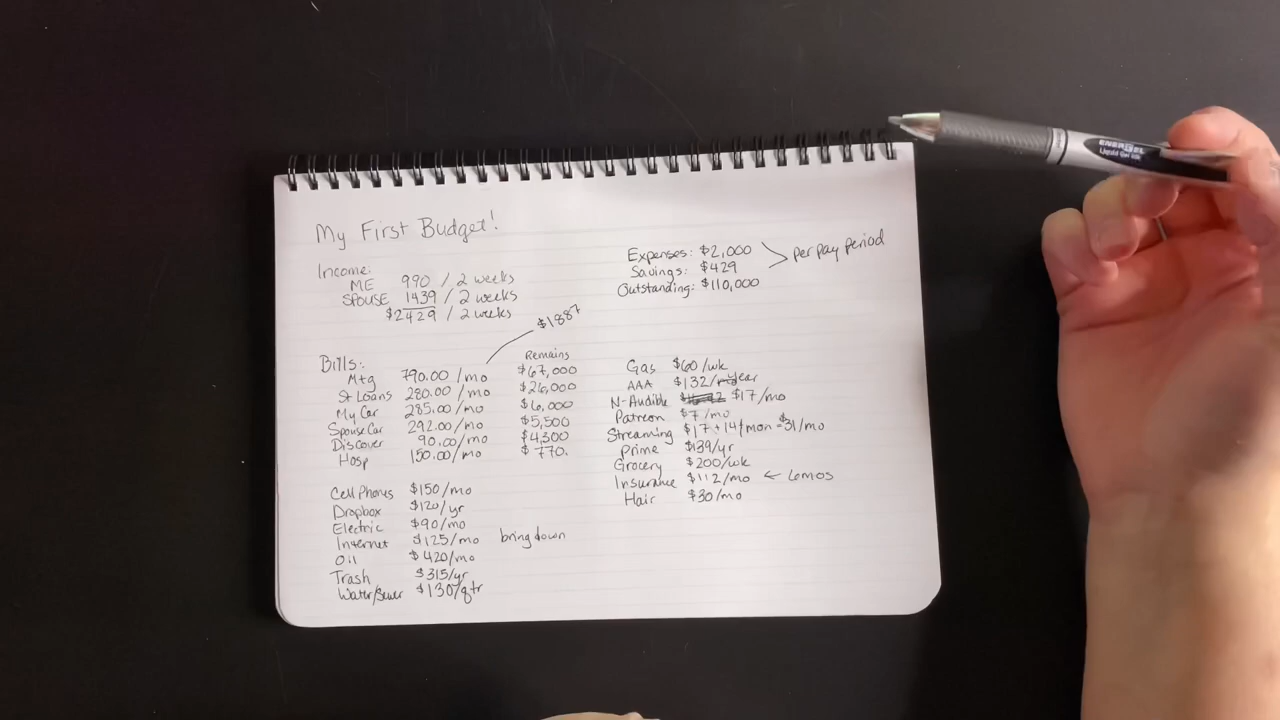 My First Budget!
Income:
ME 990 / 2 weeks
SPOUSE 1439 / 2 weeks
$2429 / 2 weeks
Expenses: $2,000
Savings: $429
Outstanding: $110,000
per pay period
$1887
Bills: Remains
Mtg 790.00 /mo $67,000
St Loans 280.00 /mo $26,000
My Car 285.00/mo $6,000
Spouse Car 292.00/mo $5,500
Discover 90.00/mo $4,300
Hosp 150.00/mo $770.
Cell Phones $150/mo
Dropbox $120/yr
Electric $90/mo
Internet $125/mo bring down
Oil $420/mo
Trash $315/yr
Water/Sewer $130/qtr
Gas $60/wk
AAA $132/year
N-Audible $17/mo
Patreon $7/mo
Streaming $17+14/mon = $31/mo
Prime $139/yr
Grocery $200/wk
Insurance $112/mo ← 6mos
Hair $30/mo
ENERGEL
Liquid Gel Ink